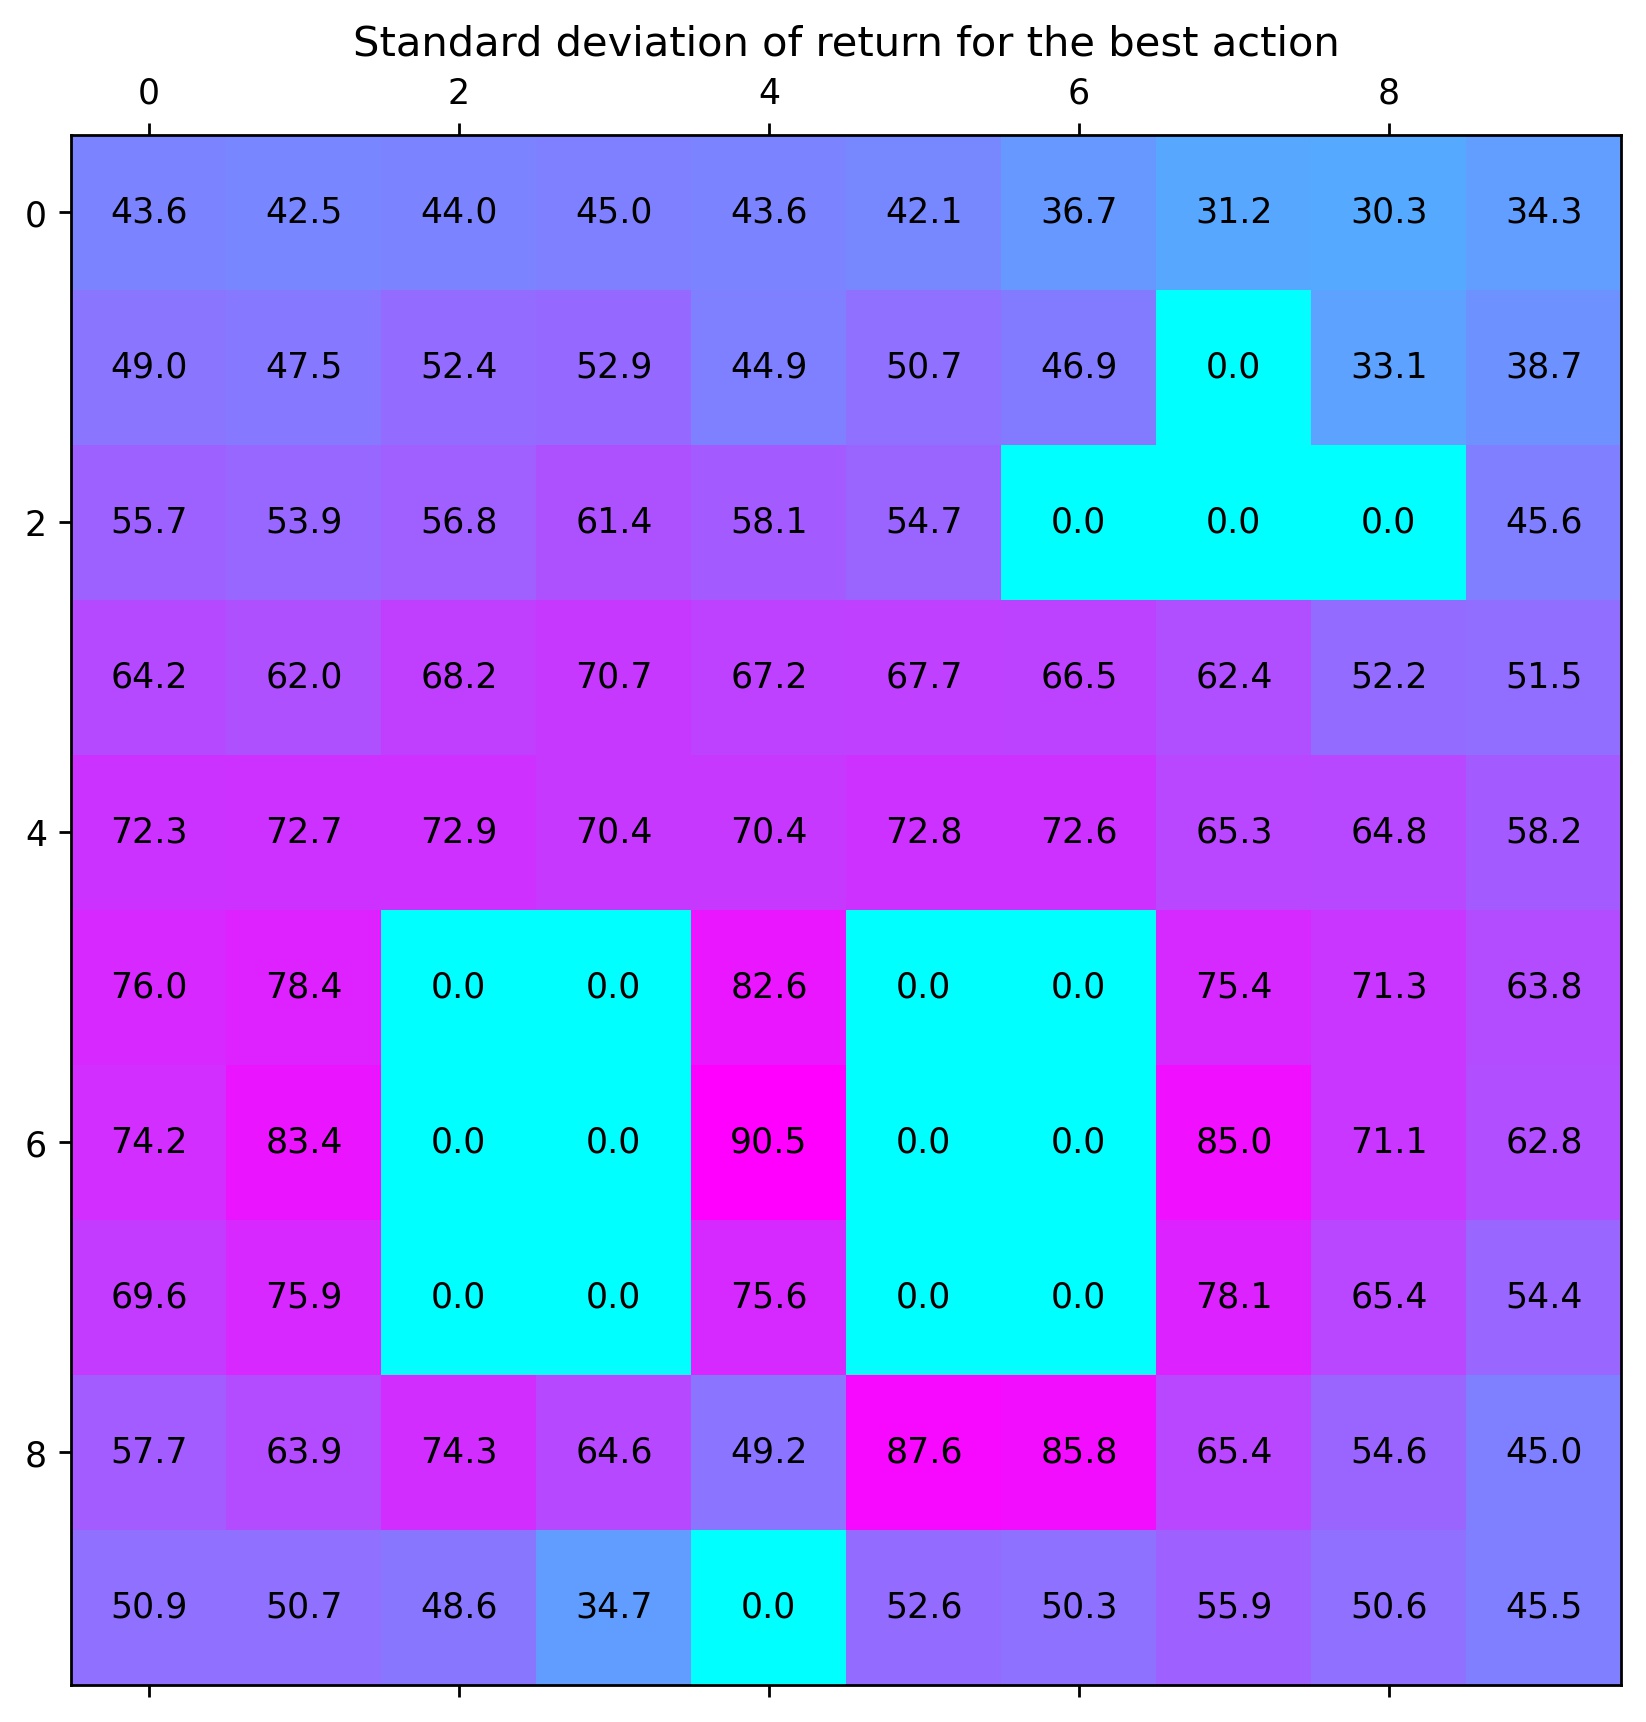 Standard deviation of return for the best action
0 2 4 6 8
0 43.6 42.5 44.0 45.0 43.6 42.1 36.7 31.2 30.3 34.3
49.0 47.5 52.4 52.9 44.9 50.7 46.9 0.0 33.1 38.7
2 55.7 53.9 56.8 61.4 58.1 54.7 0.0 0.0 0.0 45.6
64.2 62.0 68.2 70.7 67.2 67.7 66.5 62.4 52.2 51.5
4 72.3 72.7 72.9 70.4 70.4 72.8 72.6 65.3 64.8 58.2
76.0 78.4 0.0 0.0 82.6 0.0 0.0 75.4 71.3 63.8
6 74.2 83.4 0.0 0.0 90.5 0.0 0.0 85.0 71.1 62.8
69.6 75.9 0.0 0.0 75.6 0.0 0.0 78.1 65.4 54.4
8 57.7 63.9 74.3 64.6 49.2 87.6 85.8 65.4 54.6 45.0
50.9 50.7 48.6 34.7 0.0 52.6 50.3 55.9 50.6 45.5